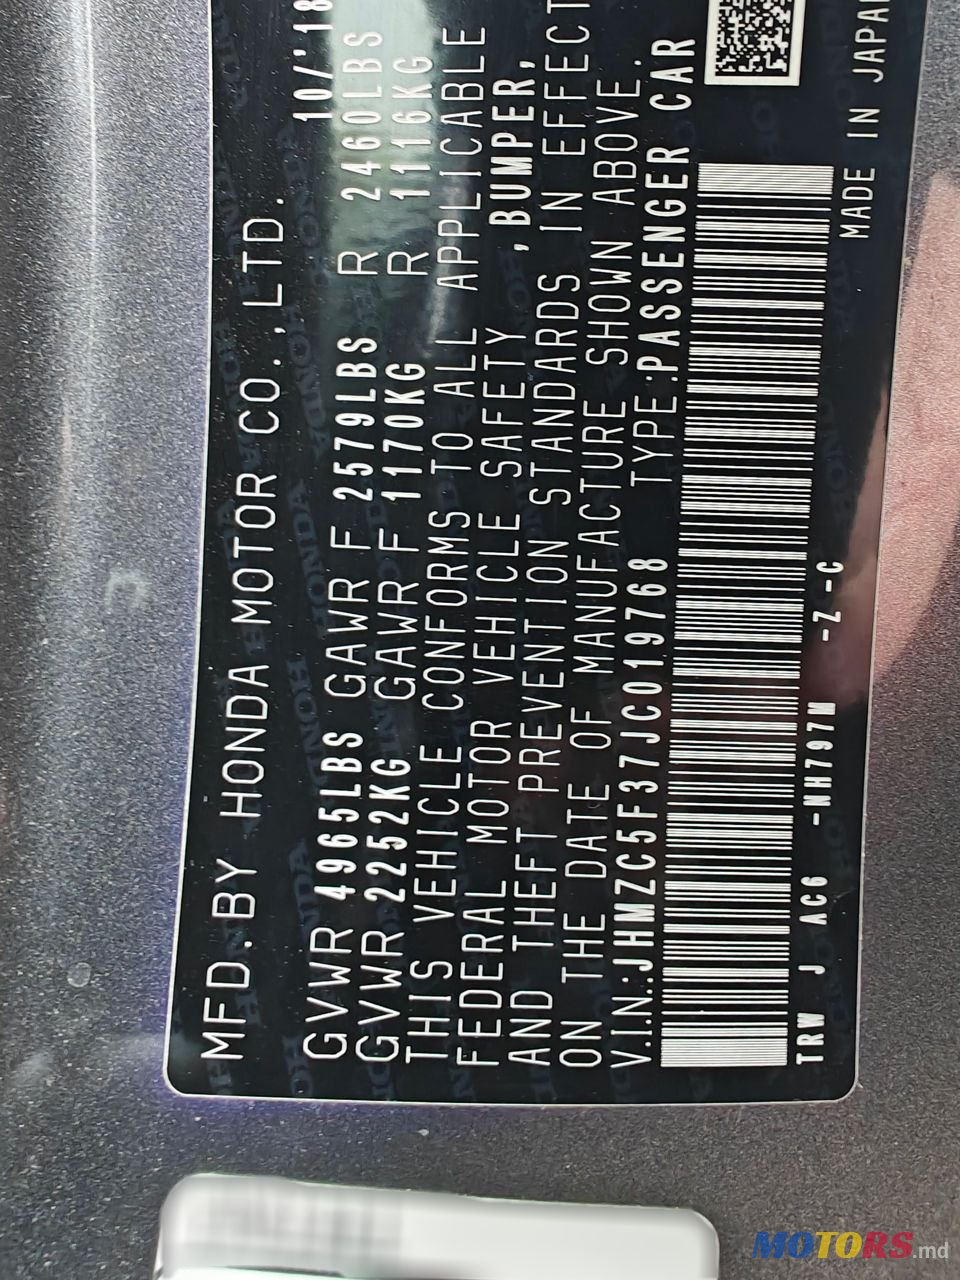 MFD.BY HONDA MOTOR CO.,LTD. 10/'18
GVWR 4965LBS GAWR F 2579LBS R 2460LBS
GVWR 2252KG GAWR F 1170KG R 1116KG
THIS VEHICLE CONFORMS TO ALL APPLICABLE
FEDERAL MOTOR VEHICLE SAFETY ,BUMPER,
AND THEFT PREVENTION STANDARDS IN EFFECT
ON THE DATE OF MANUFACTURE SHOWN ABOVE.
V.IN.:JHMZC5F37JC019768 TYPE:PASSENGER CAR
TRW J AC6 -NH797M -Z -C MADE IN JAPAN
MOTORS.md